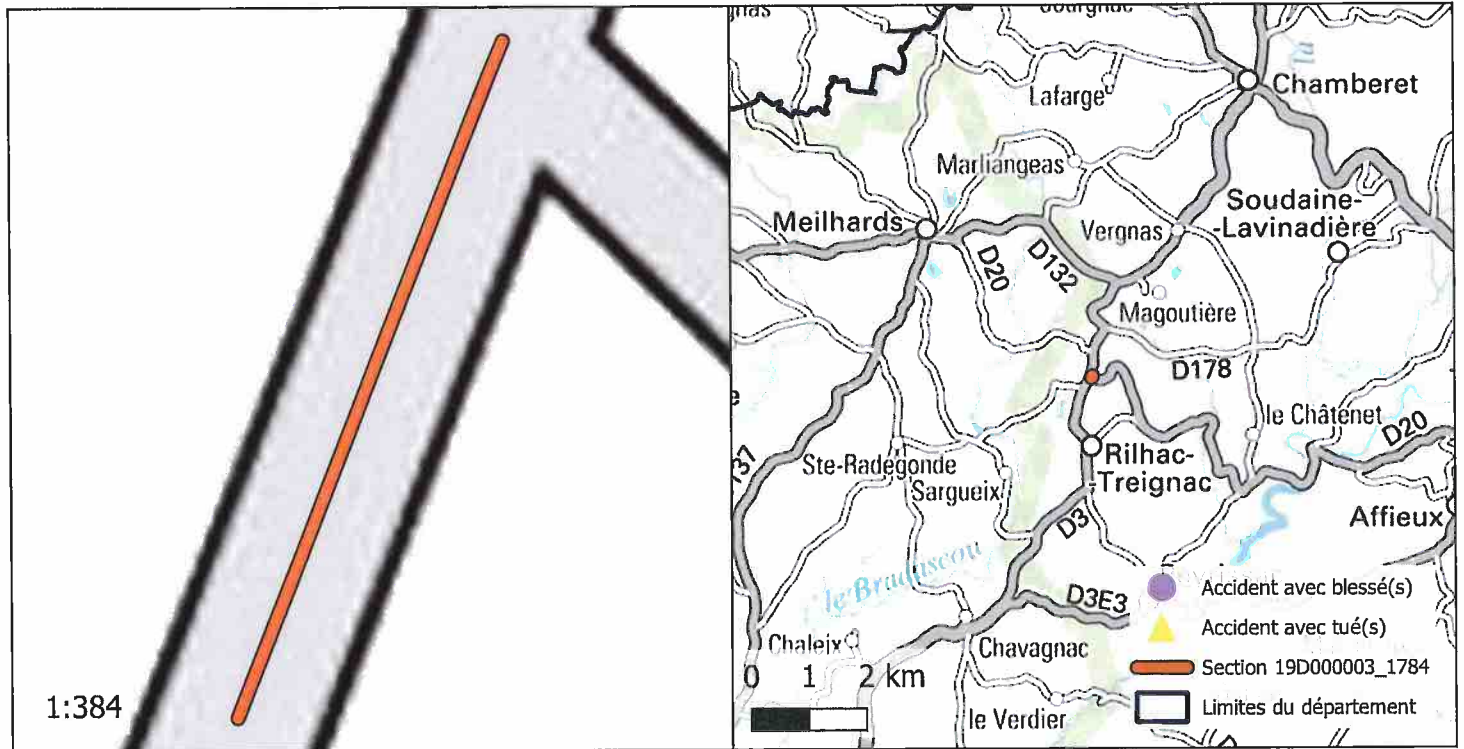 1:384
Chamberet
Lafarge
Marliangeas
Soudaine-
-Lavinadière
Meilhards
Vergnas
D20
D132
Magoutière
D178
le Châtenet
D20
Ste-Radegonde
Rilhac-
-Treignac
Sargueix
Affieux
D3
le Bradascou
D3E3
Chaleix
Chavagnac
le Verdier
0 1 2 km
Accident avec blessé(s)
Accident avec tué(s)
Section 19D000003_1784
Limites du département